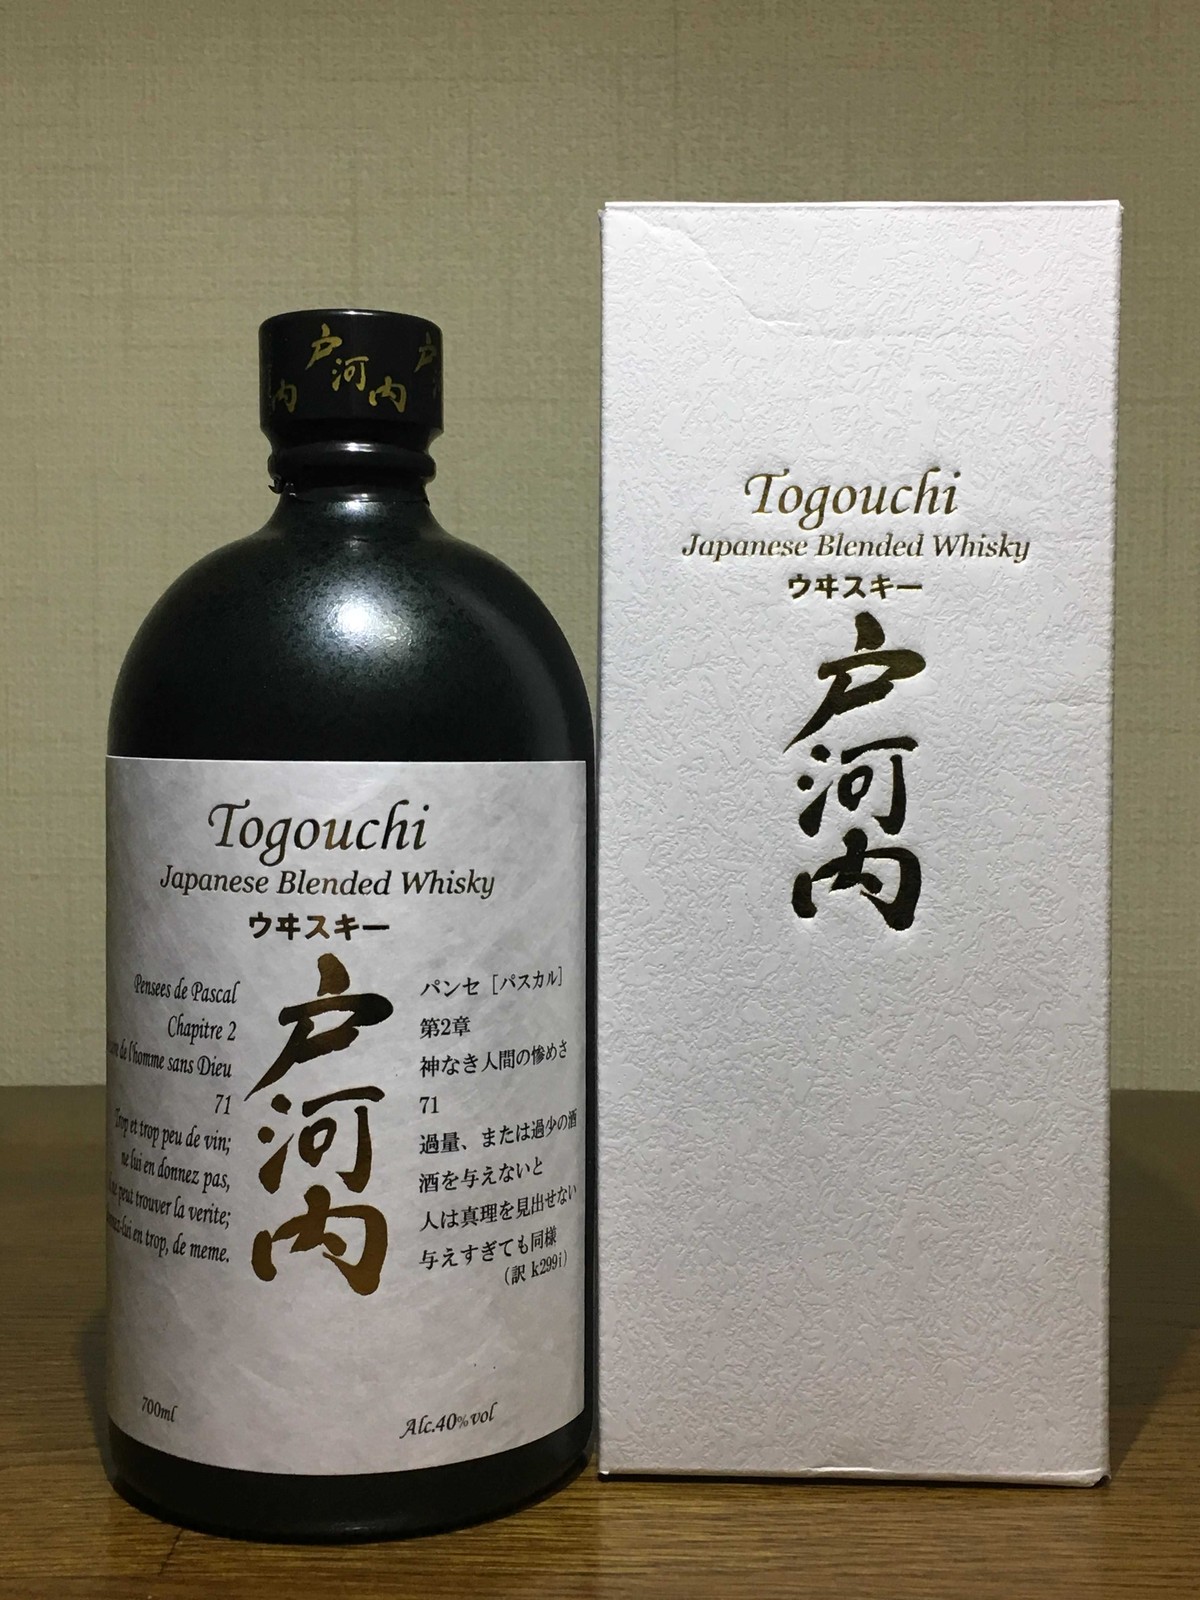 戸河内
内
戸
Togouchi
Japanese Blended Whisky
ウヰスキー
戸河内
Pensees de Pascal
Chapitre 2
de l'homme sans Dieu
71
Trop et trop peu de vin;
ne lui en donnez pas,
ne peut trouver la verite;
en trop, de meme.
パンセ［パスカル］
第2章
神なき人間の惨めさ
71
過量、または過少の酒
酒を与えないと
人は真理を見出せない
与えすぎても同様
（訳 k299i）
700ml
Alc.40%vol
Togouchi
Japanese Blended Whisky
ウヰスキー
戸河内